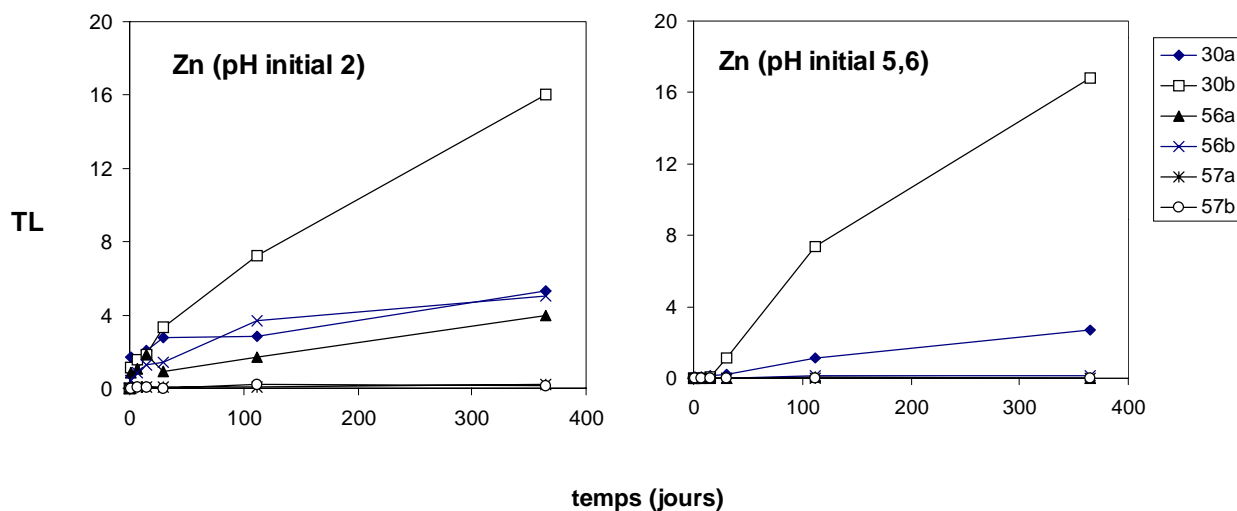 Zn (pH initial 2)
20
16
12
8
4
0
0 100 200 300 400
Zn (pH initial 5,6)
20
16
12
8
4
0
0 100 200 300 400
30a
30b
56a
56b
57a
57b
TL
temps (jours)